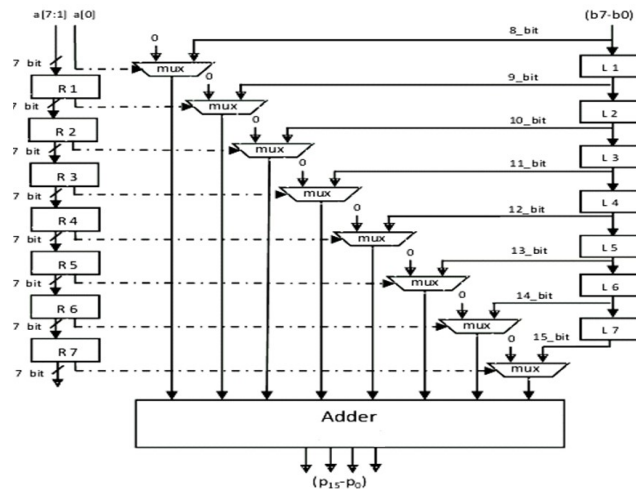 a[7:1] a[0] (b7-b0)
8_bit
0
7 bit mux L 1
R 1 9_bit
0
7 bit mux L2
R 2 10_bit
0
7 bit mux L 3
R 3 11_bit
0
7 bit mux L 4
R 4 12_bit
0
7 bit mux L 5
R 5 13_bit
0
7 bit mux L 6
R 6 14_bit
0
7 bit mux L 7
R 7 15_bit
0
7 bit mux
Adder
(p15-p0)